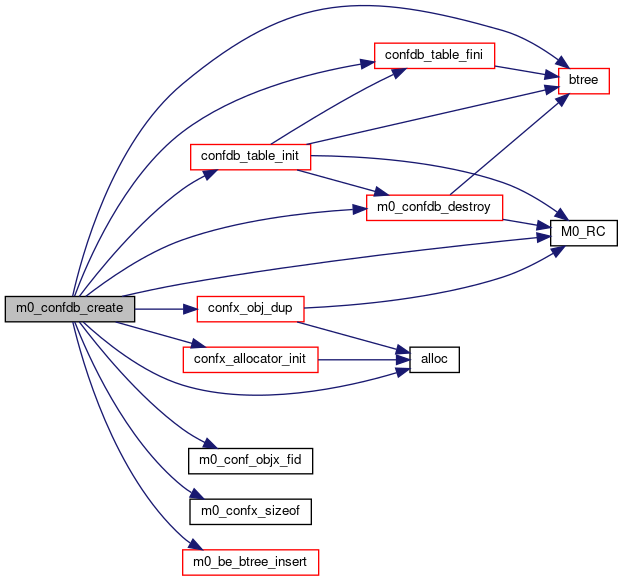 confdb_table_fini
btree
confdb_table_init
m0_confdb_destroy
M0_RC
m0_confdb_create
confx_obj_dup
confx_allocator_init
alloc
m0_conf_objx_fid
m0_confx_sizeof
m0_be_btree_insert